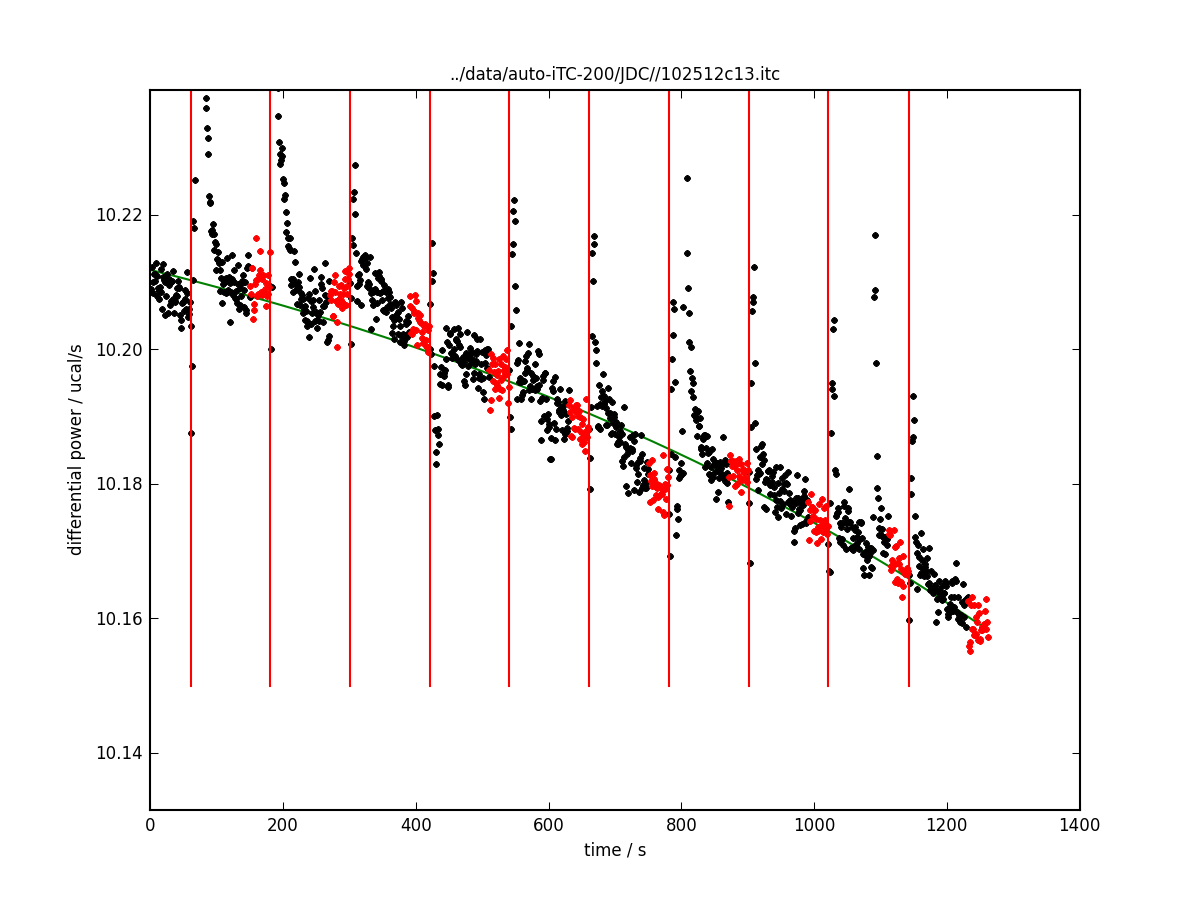 ../data/auto-iTC-200/JDC//102512c13.itc
differential power / ucal/s
10.22
10.20
10.18
10.16
10.14
0 200 400 600 800 1000 1200 1400
time / s